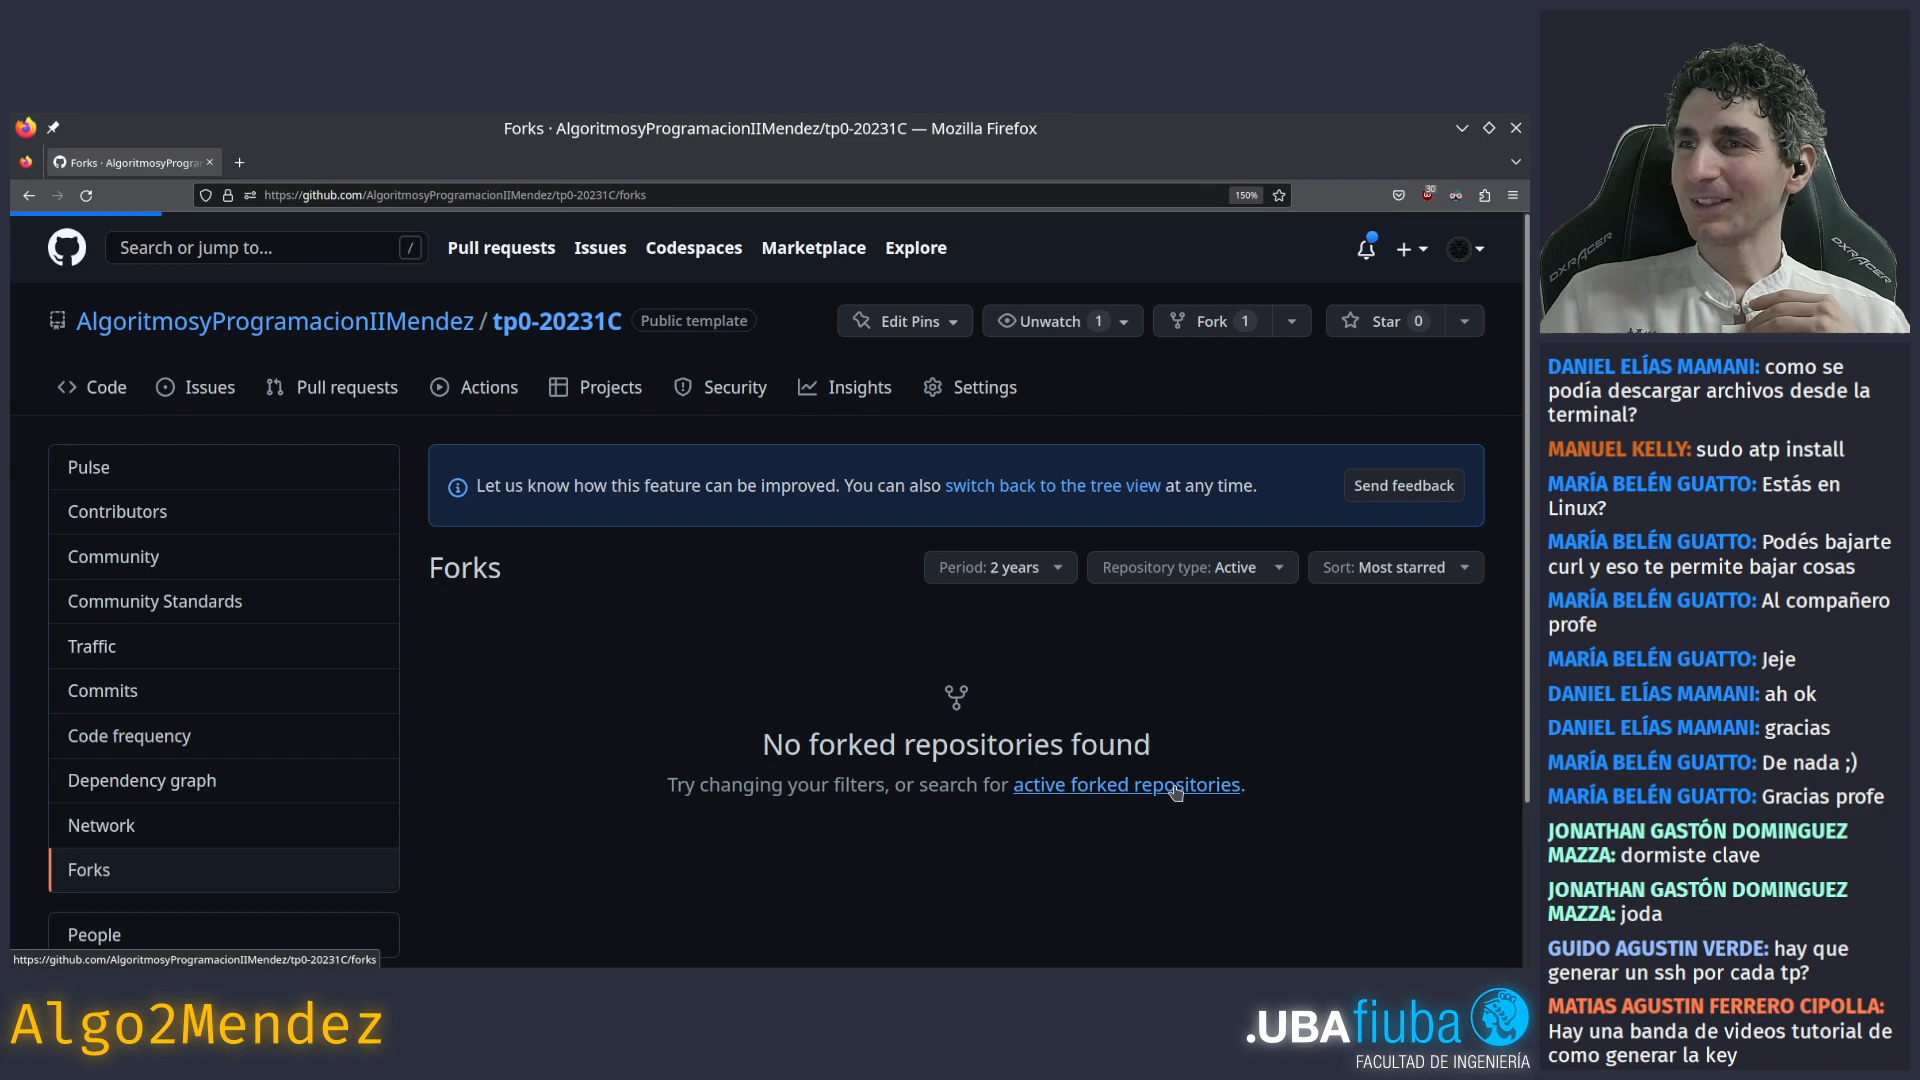 Forks · AlgoritmosyProgramacionIIMendez/tp0-20231C — Mozilla Firefox
Forks · AlgoritmosyPrograma
https://github.com/AlgoritmosyProgramacionIIMendez/tp0-20231C/forks
150%
30
Search or jump to...
/
Pull requests
Issues
Codespaces
Marketplace
Explore
AlgoritmosyProgramacionIIMendez / tp0-20231C
Public template
Edit Pins
Unwatch 1
Fork 1
Star 0
Code
Issues
Pull requests
Actions
Projects
Security
Insights
Settings
Pulse
Contributors
Community
Community Standards
Traffic
Commits
Code frequency
Dependency graph
Network
Forks
People
Let us know how this feature can be improved. You can also switch back to the tree view at any time.
Send feedback
Forks
Period: 2 years
Repository type: Active
Sort: Most starred
No forked repositories found
Try changing your filters, or search for active forked repositories.
https://github.com/AlgoritmosyProgramacionIIMendez/tp0-20231C/forks
Algo2Mendez
.UBAfiuba
FACULTAD DE INGENIERÍA
DXRACER
DXRACER
DANIEL ELÍAS MAMANI: como se
podía descargar archivos desde la
terminal?
MANUEL KELLY: sudo atp install
MARÍA BELÉN GUATTO: Estás en
Linux?
MARÍA BELÉN GUATTO: Podés bajarte
curl y eso te permite bajar cosas
MARÍA BELÉN GUATTO: Al compañero
profe
MARÍA BELÉN GUATTO: Jeje
DANIEL ELÍAS MAMANI: ah ok
DANIEL ELÍAS MAMANI: gracias
MARÍA BELÉN GUATTO: De nada ;)
MARÍA BELÉN GUATTO: Gracias profe
JONATHAN GASTÓN DOMINGUEZ
MAZZA: dormiste clave
JONATHAN GASTÓN DOMINGUEZ
MAZZA: joda
GUIDO AGUSTIN VERDE: hay que
generar un ssh por cada tp?
MATIAS AGUSTIN FERRERO CIPOLLA:
Hay una banda de videos tutorial de
como generar la key